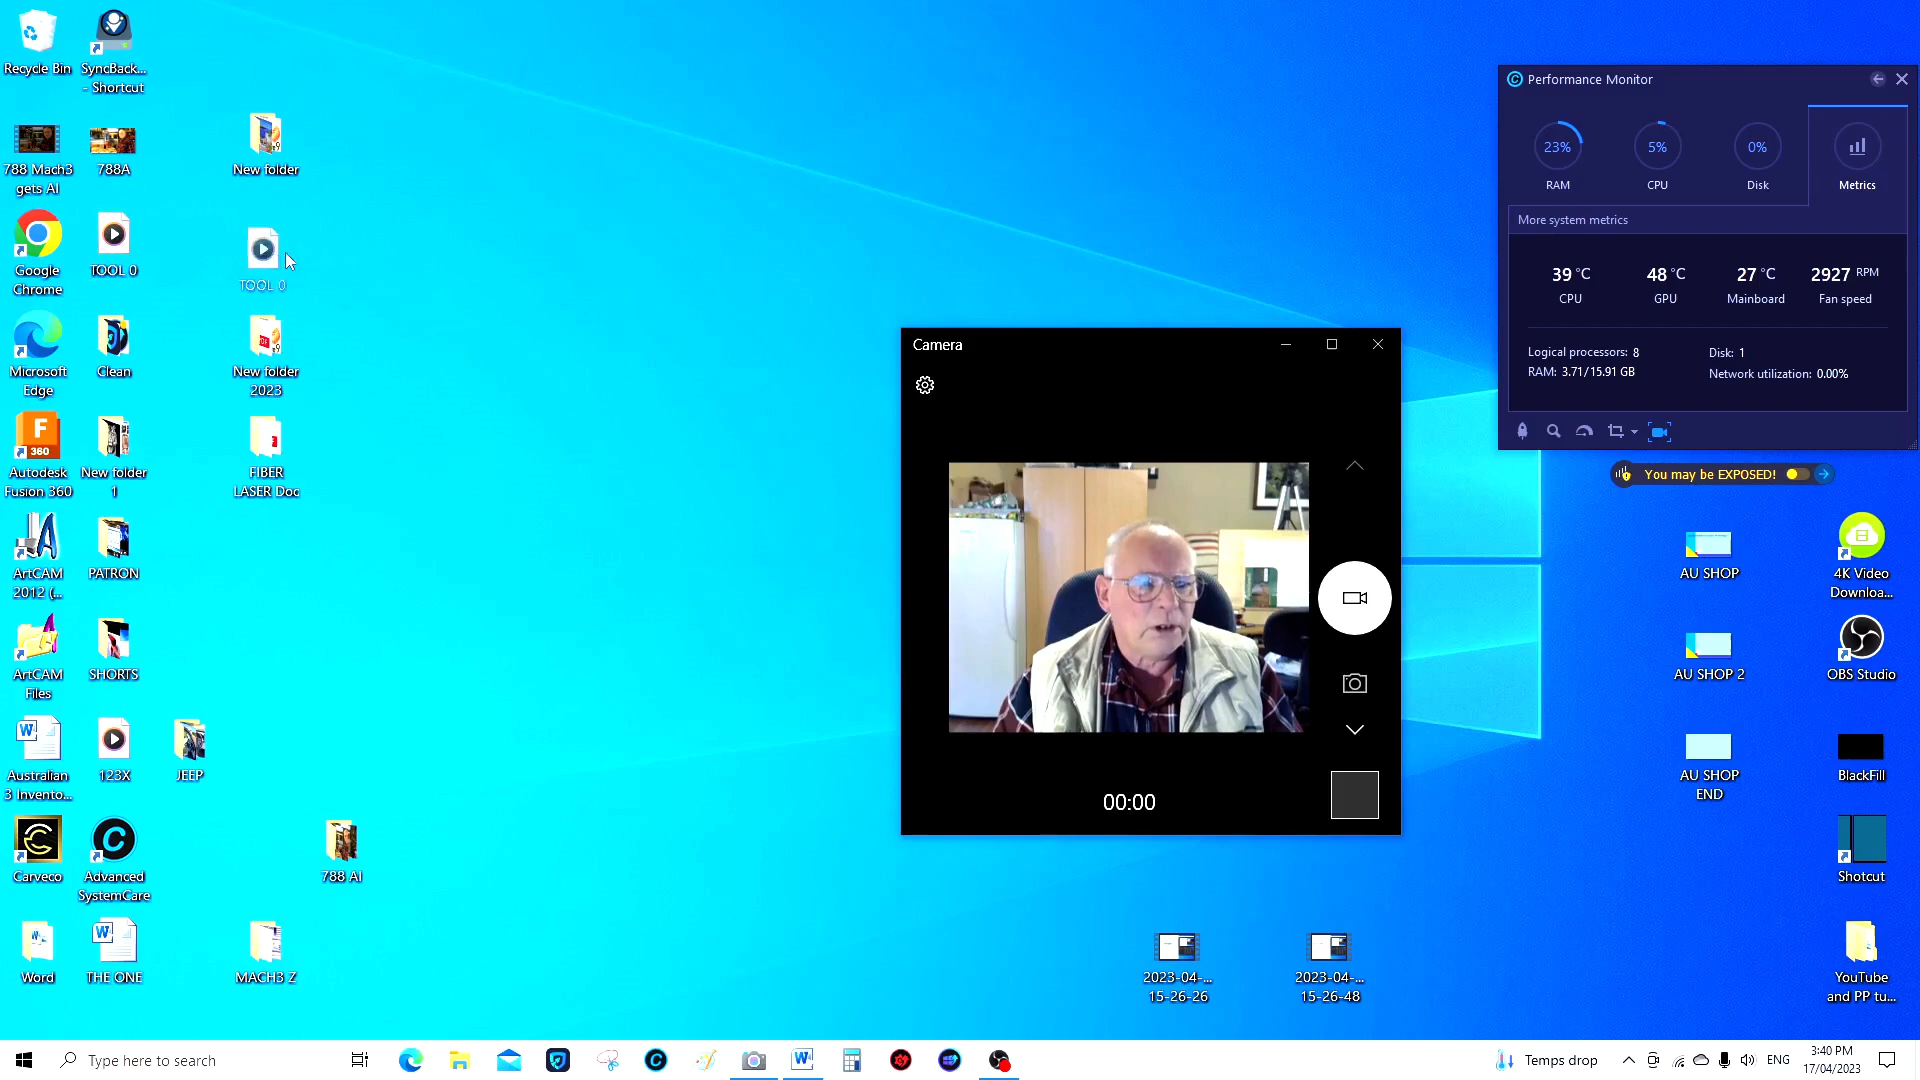 Recycle Bin
SyncBack...
- Shortcut
788 Mach3
gets AI
788A
New folder
Google
Chrome
TOOL 0
TOOL 0
Microsoft
Edge
Clean
New folder
2023
Autodesk
Fusion 360
New folder
1
FIBER
LASER Doc
ArtCAM
2012 (...
PATRON
ArtCAM
Files
SHORTS
Australian
3 Invento...
123X
JEEP
Carveco
Advanced
SystemCare
788 AI
Word
THE ONE
MACH3 Z
Camera
00:00
2023-04-...
15-26-26
2023-04-...
15-26-48
Performance Monitor
23%
5%
0%
RAM
CPU
Disk
Metrics
More system metrics
39 °C
48 °C
27 °C
2927 RPM
CPU
GPU
Mainboard
Fan speed
Logical processors: 8
Disk: 1
RAM: 3.71/15.91 GB
Network utilization: 0.00%
You may be EXPOSED!
AU SHOP
4K Video
Downloa...
AU SHOP 2
OBS Studio
AU SHOP
END
BlackFill
Shotcut
YouTube
and PP tu...
Type here to search
Temps drop
ENG
3:40 PM
17/04/2023